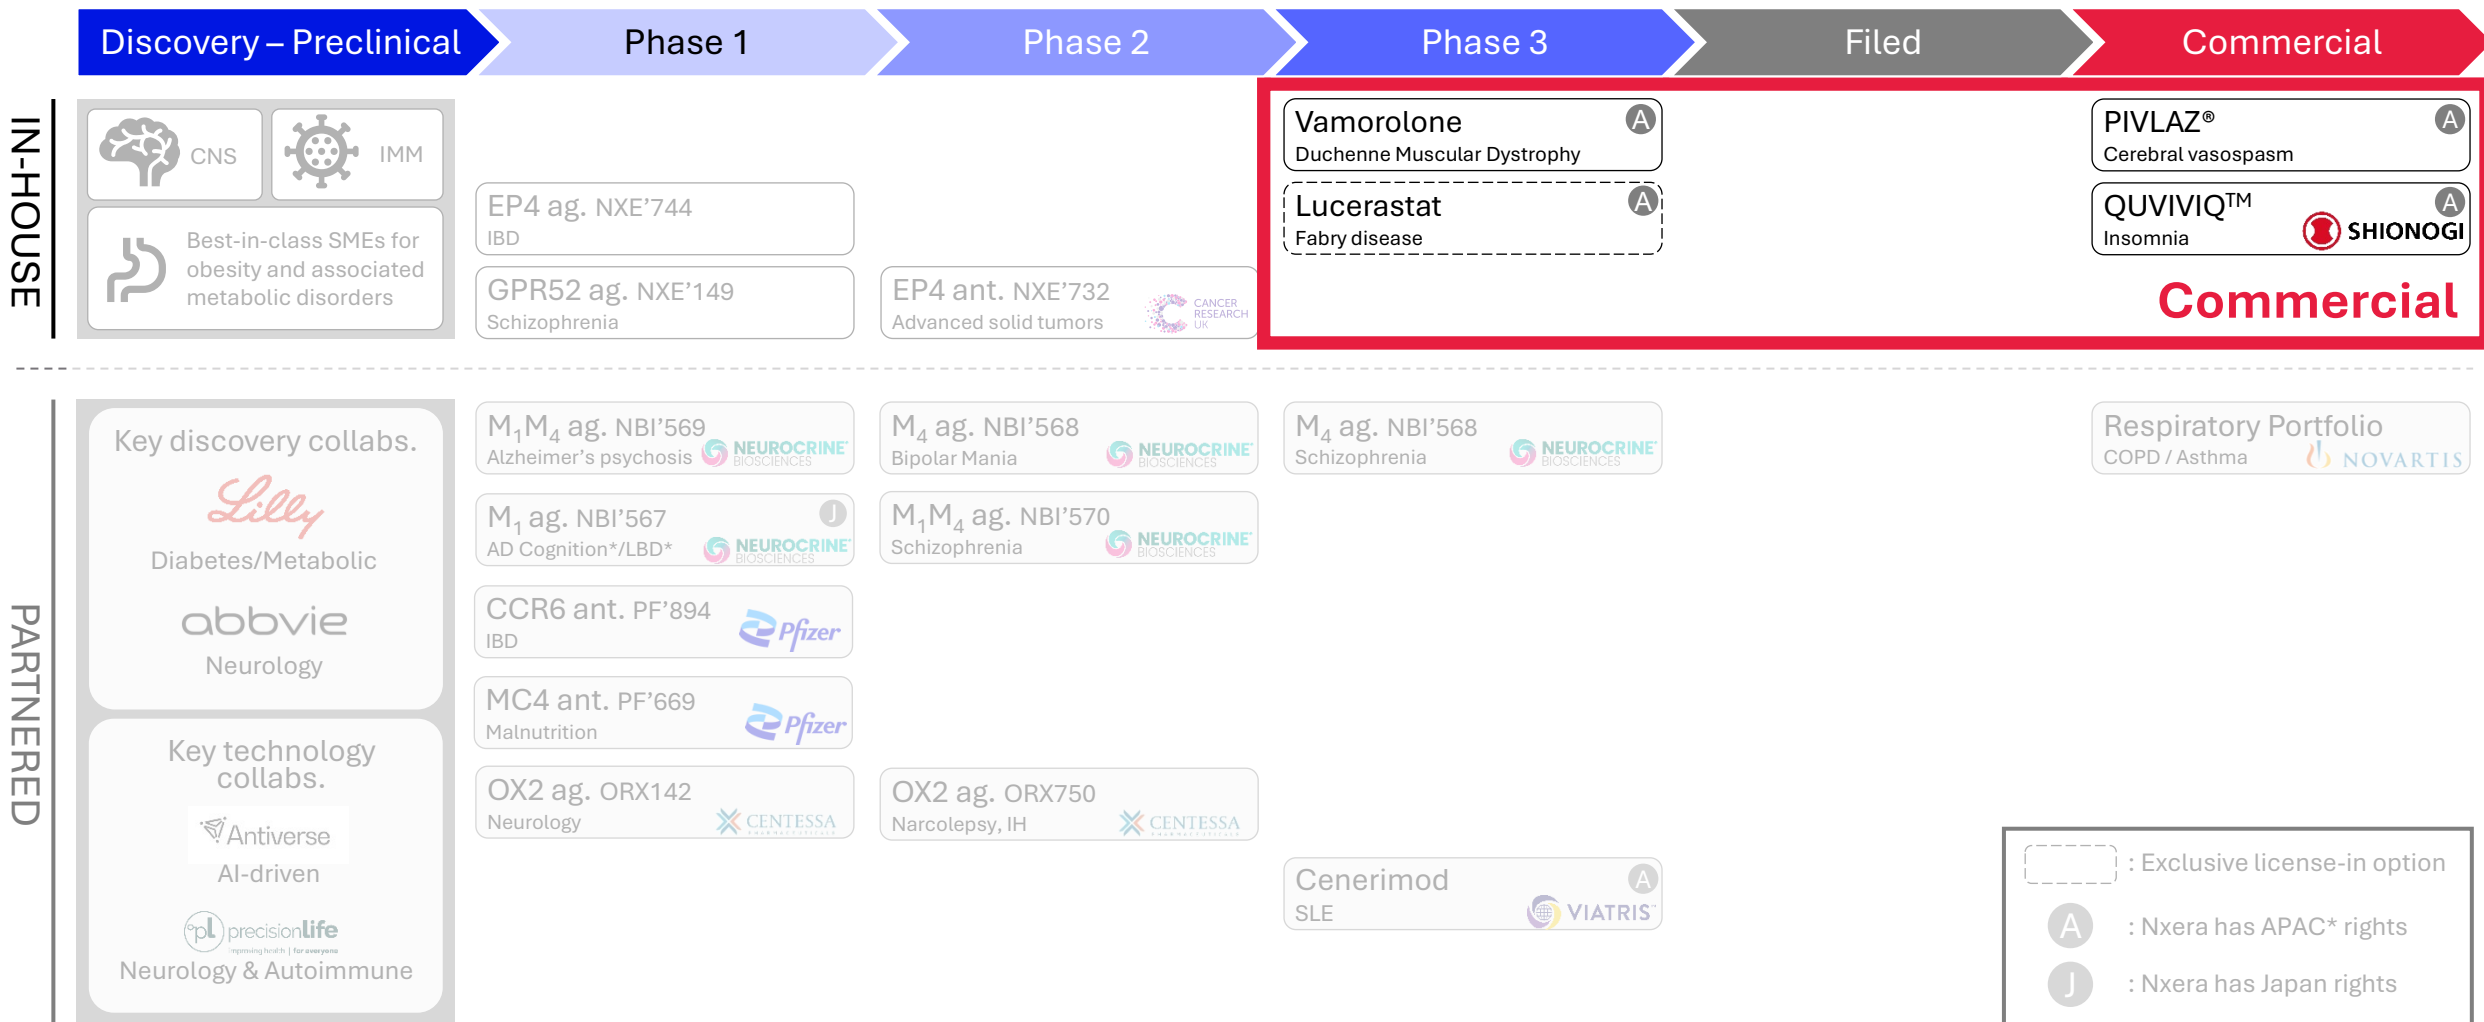 Discovery – Preclinical
Phase 1
Phase 2
Phase 3
Filed
Commercial
IN-HOUSE
CNS
IMM
Best-in-class SMEs for
obesity and associated
metabolic disorders
EP4 ag. NXE’744
IBD
GPR52 ag. NXE’149
Schizophrenia
EP4 ant. NXE’732
Advanced solid tumors
CANCER
RESEARCH
UK
Vamorolone
A
Duchenne Muscular Dystrophy
Lucerastat
A
Fabry disease
PIVLAZ®
A
Cerebral vasospasm
QUVIVIQ™
A
Insomnia
SHIONOGI
Commercial
PARTNERED
Key discovery collabs.
Lilly
Diabetes/Metabolic
abbvie
Neurology
Key technology
collabs.
Antiverse
AI-driven
pL precisionlife
improving health | for everyone
Neurology & Autoimmune
M₁M₄ ag. NBI’569
Alzheimer’s psychosis
NEUROCRINE
BIOSCIENCES
M₁ ag. NBI’567
J
AD Cognition*/LBD*
NEUROCRINE
BIOSCIENCES
CCR6 ant. PF’894
IBD
Pfizer
MC4 ant. PF’669
Malnutrition
Pfizer
OX2 ag. ORX142
Neurology
CENTESSA
PHARMACEUTICALS
M₄ ag. NBI’568
Bipolar Mania
NEUROCRINE
BIOSCIENCES
M₁M₄ ag. NBI’570
Schizophrenia
NEUROCRINE
BIOSCIENCES
OX2 ag. ORX750
Narcolepsy, IH
CENTESSA
PHARMACEUTICALS
M₄ ag. NBI’568
Schizophrenia
NEUROCRINE
BIOSCIENCES
Cenerimod
A
SLE
VIATRIS™
Respiratory Portfolio
COPD / Asthma
NOVARTIS
: Exclusive license-in option
A : Nxera has APAC* rights
J : Nxera has Japan rights